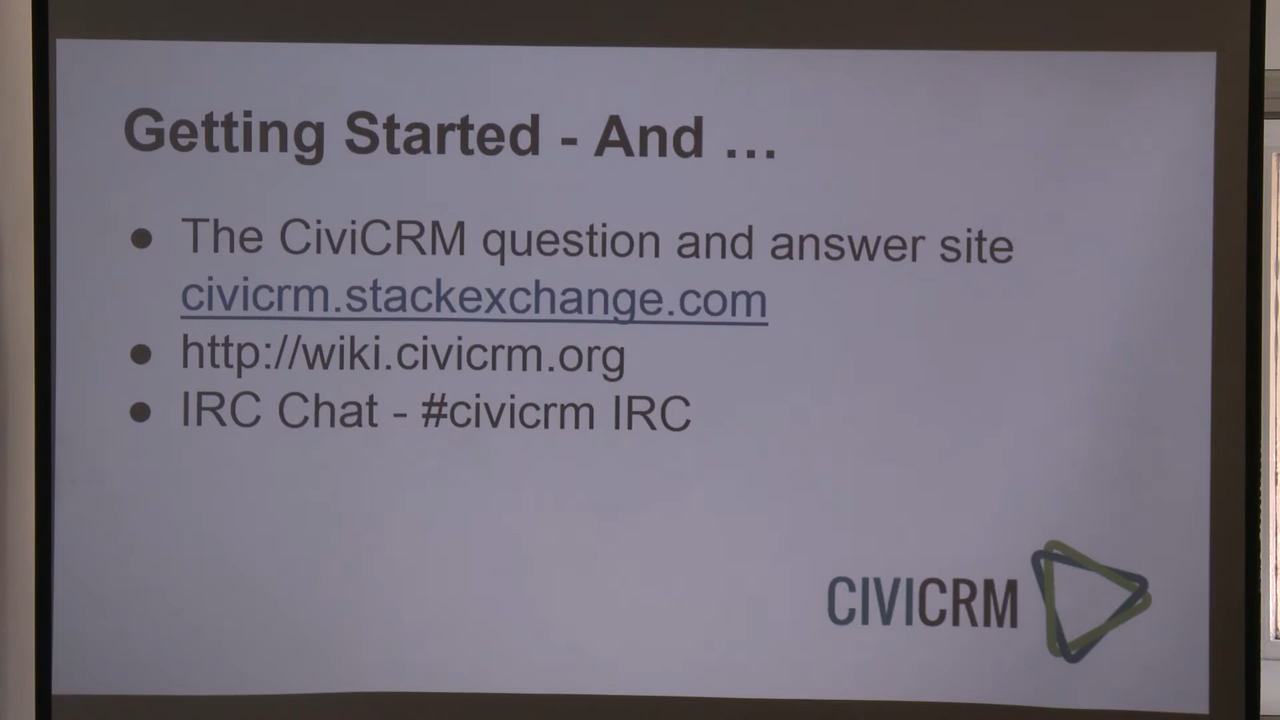 Getting Started - And ...
● The CiviCRM question and answer site
civicrm.stackexchange.com
● http://wiki.civicrm.org
● IRC Chat - #civicrm IRC
CIVICRM